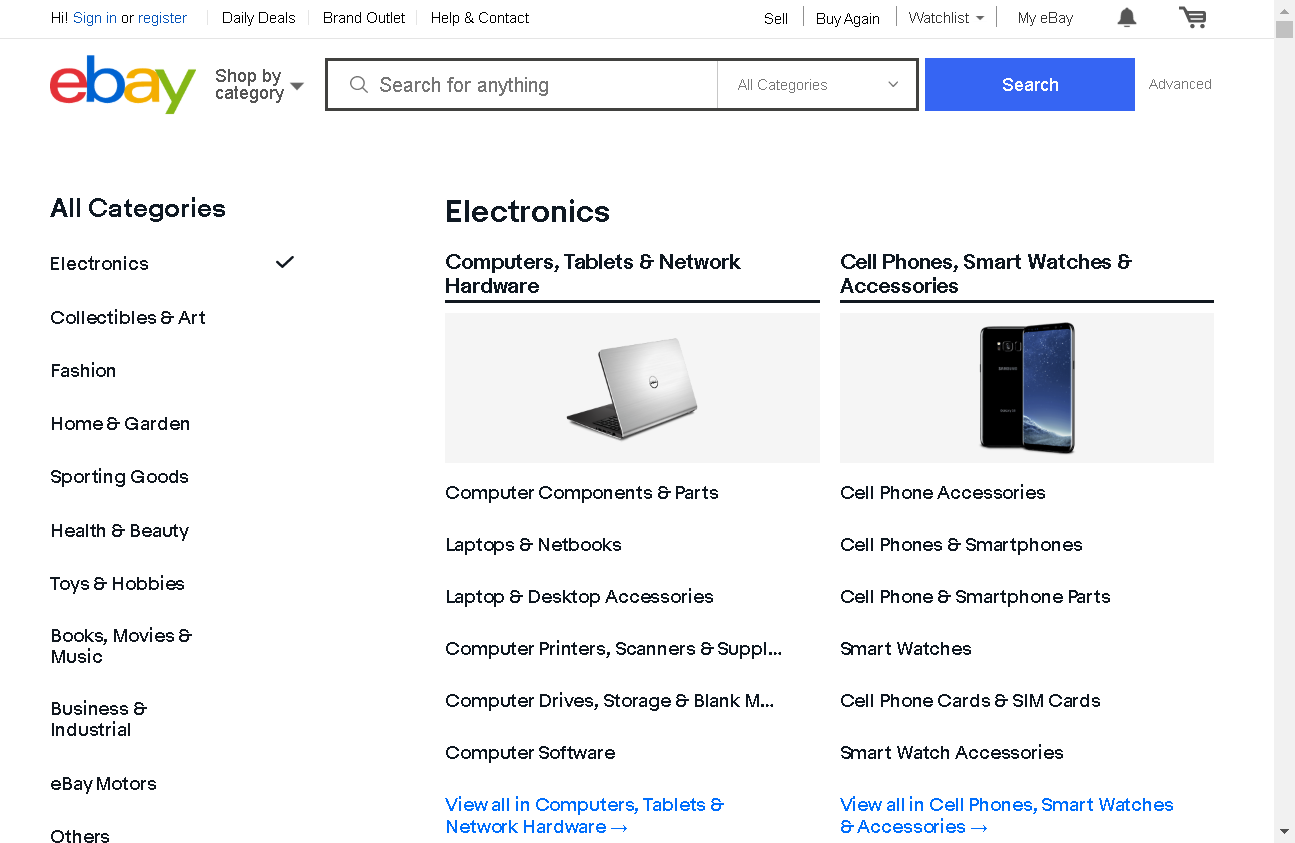 Hi! Sign in or register
Daily Deals
Brand Outlet
Help & Contact
Sell
Buy Again
Watchlist
My eBay
ebay
Shop by
category
Search for anything
All Categories
Search
Advanced
All Categories
Electronics
Collectibles & Art
Fashion
Home & Garden
Sporting Goods
Health & Beauty
Toys & Hobbies
Books, Movies &
Music
Business &
Industrial
eBay Motors
Others
Electronics
Computers, Tablets & Network
Hardware
Computer Components & Parts
Laptops & Netbooks
Laptop & Desktop Accessories
Computer Printers, Scanners & Suppl...
Computer Drives, Storage & Blank M...
Computer Software
View all in Computers, Tablets &
Network Hardware →
Cell Phones, Smart Watches &
Accessories
SAMSUNG
Cell Phone Accessories
Cell Phones & Smartphones
Cell Phone & Smartphone Parts
Smart Watches
Cell Phone Cards & SIM Cards
Smart Watch Accessories
View all in Cell Phones, Smart Watches
& Accessories →